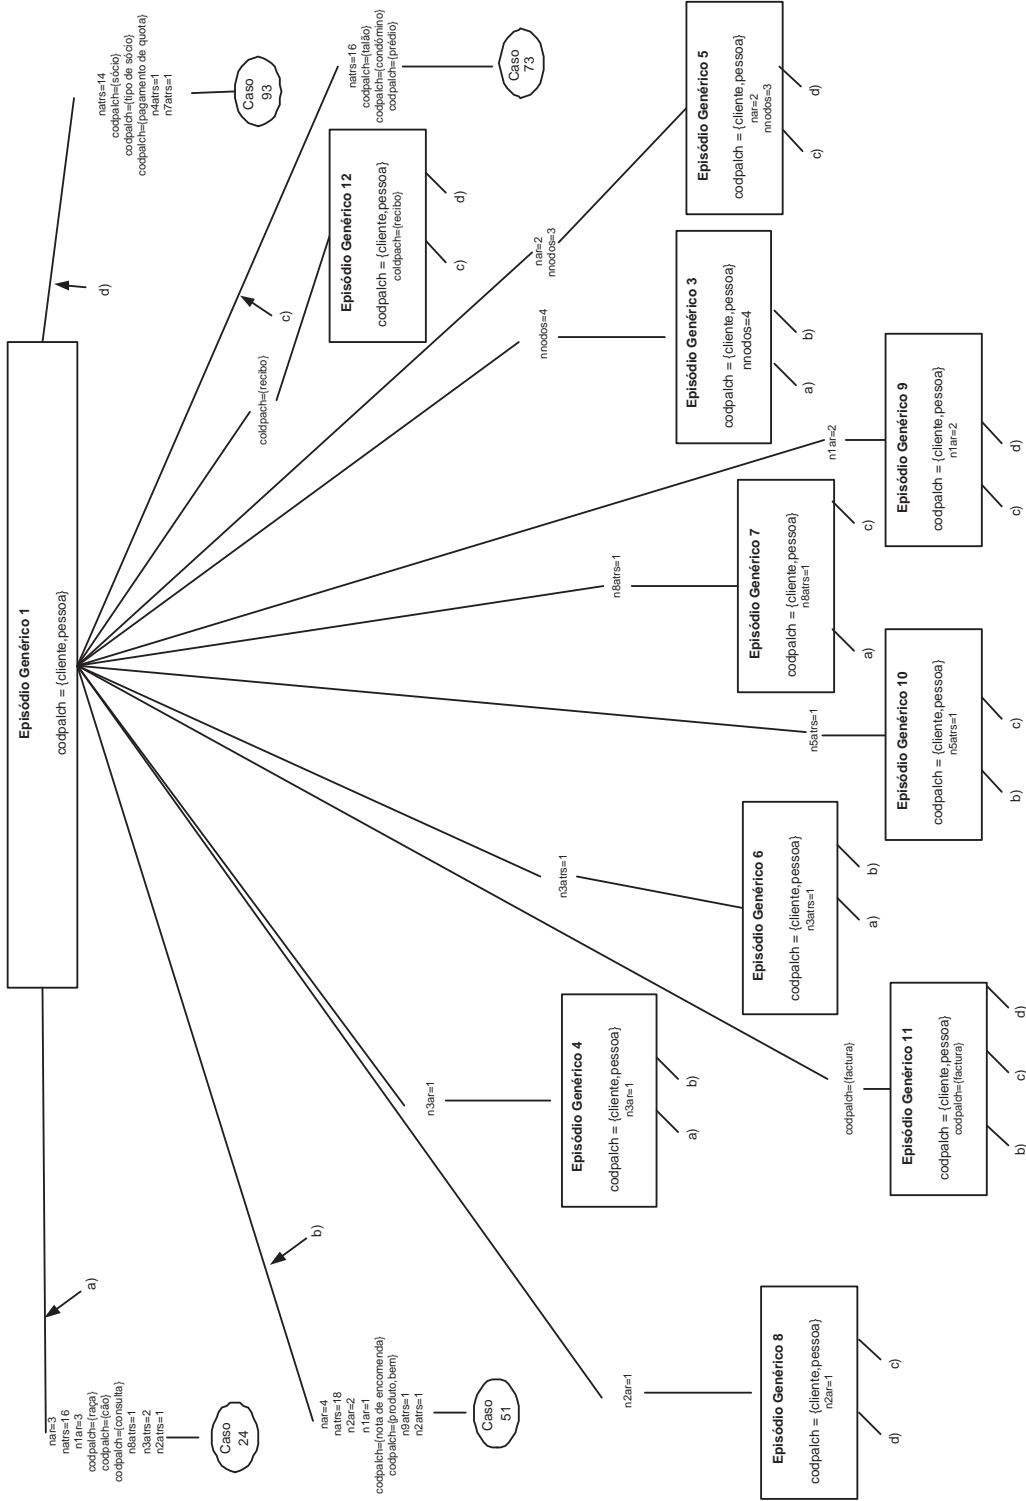 Episódio Genérico 1
codpalch = {cliente,pessoa}
a)
nar=3
natrs=16
n1ar=3
codpalch={raça}
codpalch={cão}
codpalch={consulta}
n8atrs=1
n3atrs=2
n2atrs=1
Caso
24
b)
nar=4
natrs=18
n2ar=2
n1ar=1
codpalch={nota de encomenda}
codpalch={produto,bem}
n9atrs=1
n2atrs=1
Caso
51
n2ar=1
Episódio Genérico 8
codpalch = {cliente,pessoa}
n2ar=1
d)
c)
n3ar=1
Episódio Genérico 4
codpalch = {cliente,pessoa}
n3ar=1
a)
b)
codpalch={factura}
Episódio Genérico 11
codpalch = {cliente,pessoa}
codpalch={factura}
b)
c)
d)
n3atrs=1
Episódio Genérico 6
codpalch = {cliente,pessoa}
n3atrs=1
a)
b)
n5atrs=1
Episódio Genérico 10
codpalch = {cliente,pessoa}
n5atrs=1
b)
c)
n8atrs=1
Episódio Genérico 7
codpalch = {cliente,pessoa}
n8atrs=1
a)
c)
n1ar=2
Episódio Genérico 9
codpalch = {cliente,pessoa}
n1ar=2
c)
d)
nnodos=4
Episódio Genérico 3
codpalch = {cliente,pessoa}
nnodos=4
a)
b)
nar=2
nnodos=3
Episódio Genérico 5
codpalch = {cliente,pessoa}
nar=2
nnodos=3
c)
d)
coldpach={recibo}
Episódio Genérico 12
codpalch = {cliente,pessoa}
coldpach={recibo}
c)
d)
c)
natrs=16
codpalch={talão}
codpalch={condómino}
codpalch={prédio}
Caso
73
d)
natrs=14
codpalch={sócio}
codpalch={tipo de sócio}
codpalch={pagamento de quota}
n4atrs=1
n7atrs=1
Caso
93